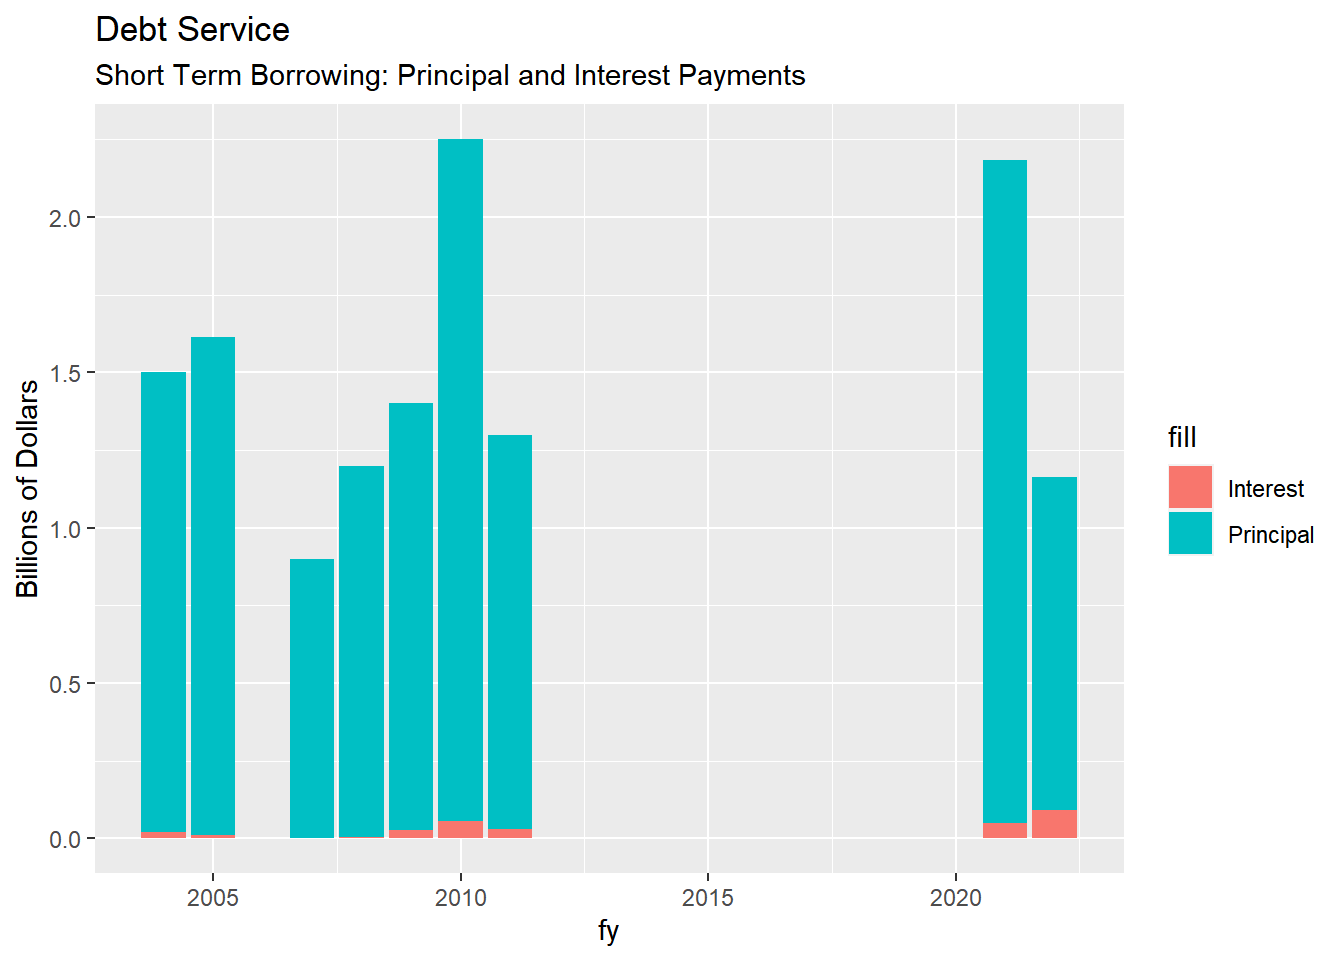 Debt Service
Short Term Borrowing: Principal and Interest Payments
Billions of Dollars
2.0
1.5
1.0
0.5
0.0
2005
2010
2015
2020
fy
fill
Interest
Principal